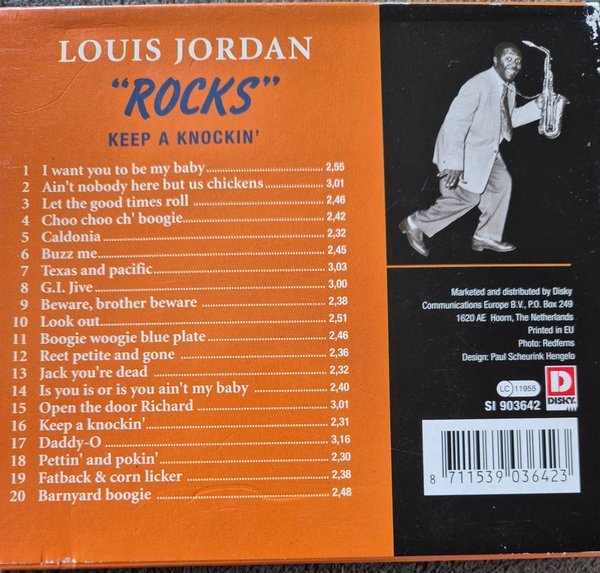 LOUIS JORDAN
“ROCKS”
KEEP A KNOCKIN’
1 I want you to be my baby 2,55
2 Ain't nobody here but us chickens 3,01
3 Let the good times roll 2,46
4 Choo choo ch' boogie 2,42
5 Caldonia 2,32
6 Buzz me 2,45
7 Texas and pacific 3,03
8 G.I. Jive 3,00
9 Beware, brother beware 2,38
10 Look out 2,51
11 Boogie woogie blue plate 2,46
12 Reet petite and gone 2,36
13 Jack you're dead 2,32
14 Is you is or is you ain't my baby 2,40
15 Open the door Richard 3,01
16 Keep a knockin' 2,31
17 Daddy-O 3,16
18 Pettin' and pokin' 2,30
19 Fatback & corn licker 2,38
20 Barnyard boogie 2,48
Marketed and distributed by Disky
Communications Europe B.V., P.O. Box 249
1620 AE Hoorn, The Netherlands
Printed in EU
Photo: Redferns
Design: Paul Scheurink Hengelo
LC 11955
D
DISKY
SI 903642
8 711539 036423